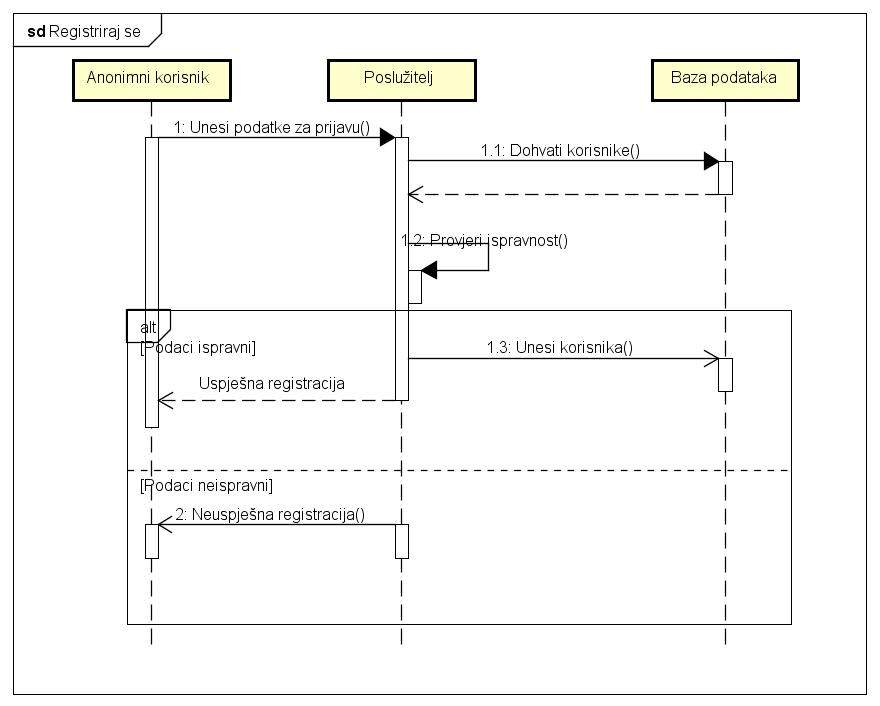 sd Registriraj se
Anonimni korisnik
Poslužitelj
Baza podataka
1: Unesi podatke za prijavu()
1.1: Dohvati korisnike()
1.2: Provjeri ispravnost()
alt
[Podaci ispravni]
1.3: Unesi korisnika()
Uspješna registracija
[Podaci neispravni]
2: Neuspješna registracija()